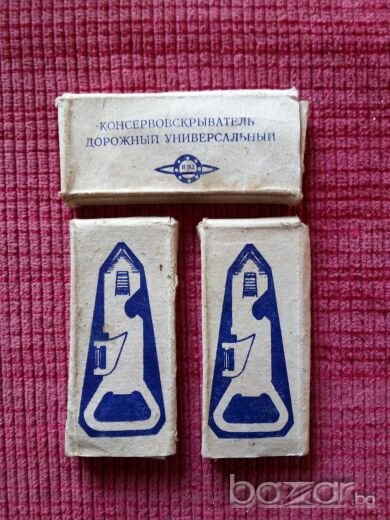 КОНСЕРВОВСКРЫВАТЕЛЬ
ДОРОЖНЫЙ УНИВЕРСАЛЬНЫЙ
bazar.bg